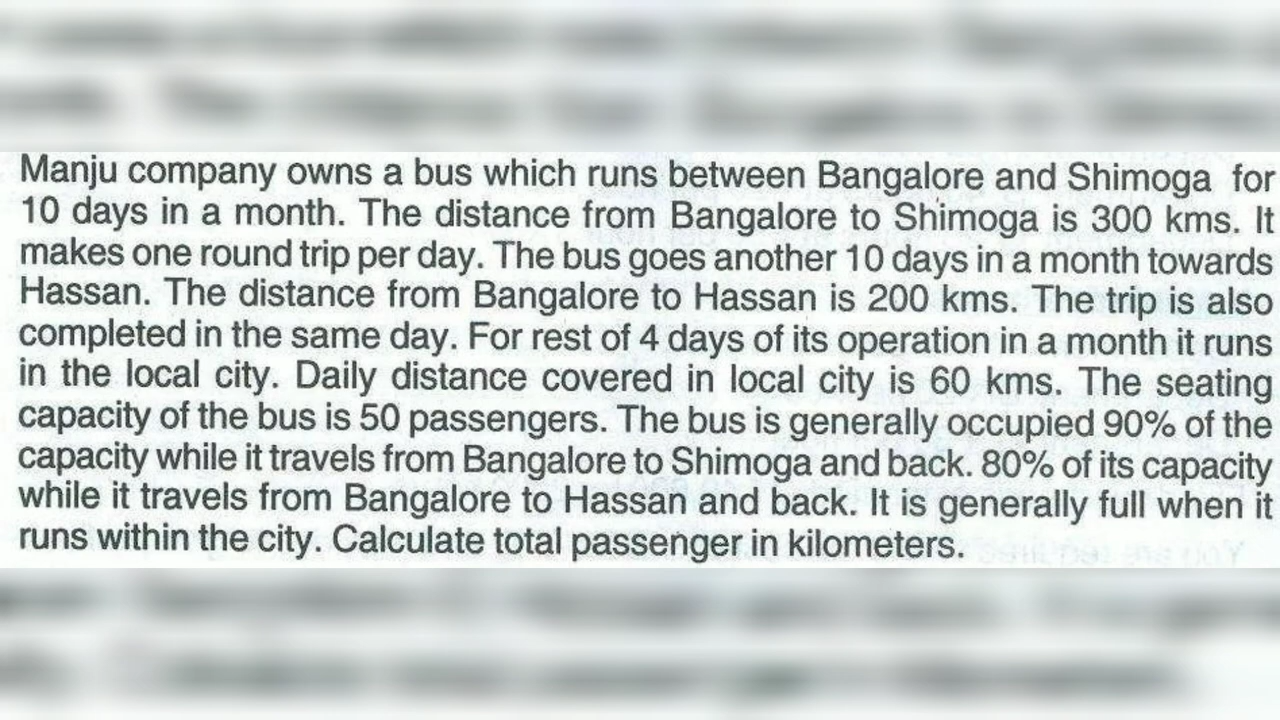 Manju company owns a bus which runs between Bangalore and Shimoga for
10 days in a month. The distance from Bangalore to Shimoga is 300 kms. It
makes one round trip per day. The bus goes another 10 days in a month towards
Hassan. The distance from Bangalore to Hassan is 200 kms. The trip is also
completed in the same day. For rest of 4 days of its operation in a month it runs
in the local city. Daily distance covered in local city is 60 kms. The seating
capacity of the bus is 50 passengers. The bus is generally occupied 90% of the
capacity while it travels from Bangalore to Shimoga and back. 80% of its capacity
while it travels from Bangalore to Hassan and back. It is generally full when it
runs within the city. Calculate total passenger in kilometers.